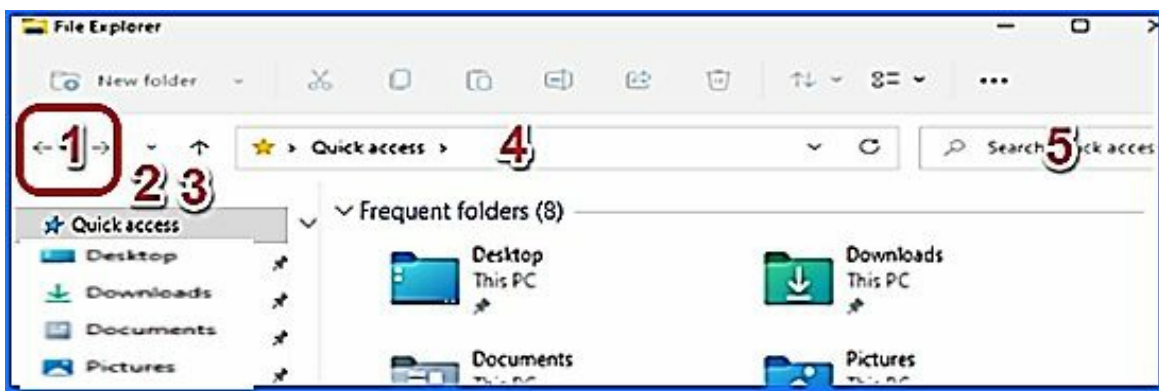 File Explorer
New folder
1
Quick access
4
5
2
3
Quick access
Frequent folders (8)
Desktop
Downloads
Documents
Pictures
Desktop
This PC
Downloads
This PC
Documents
Pictures